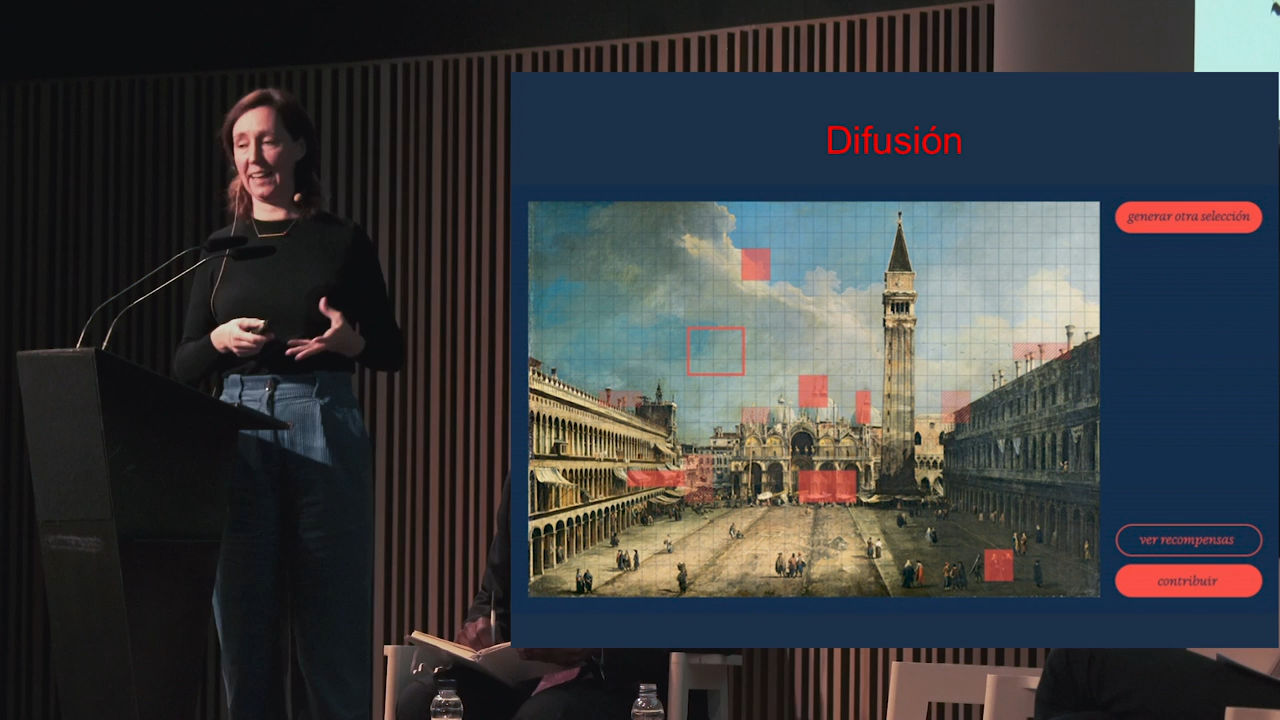 Difusión
generar otra selección
ver recompensas
contribuir